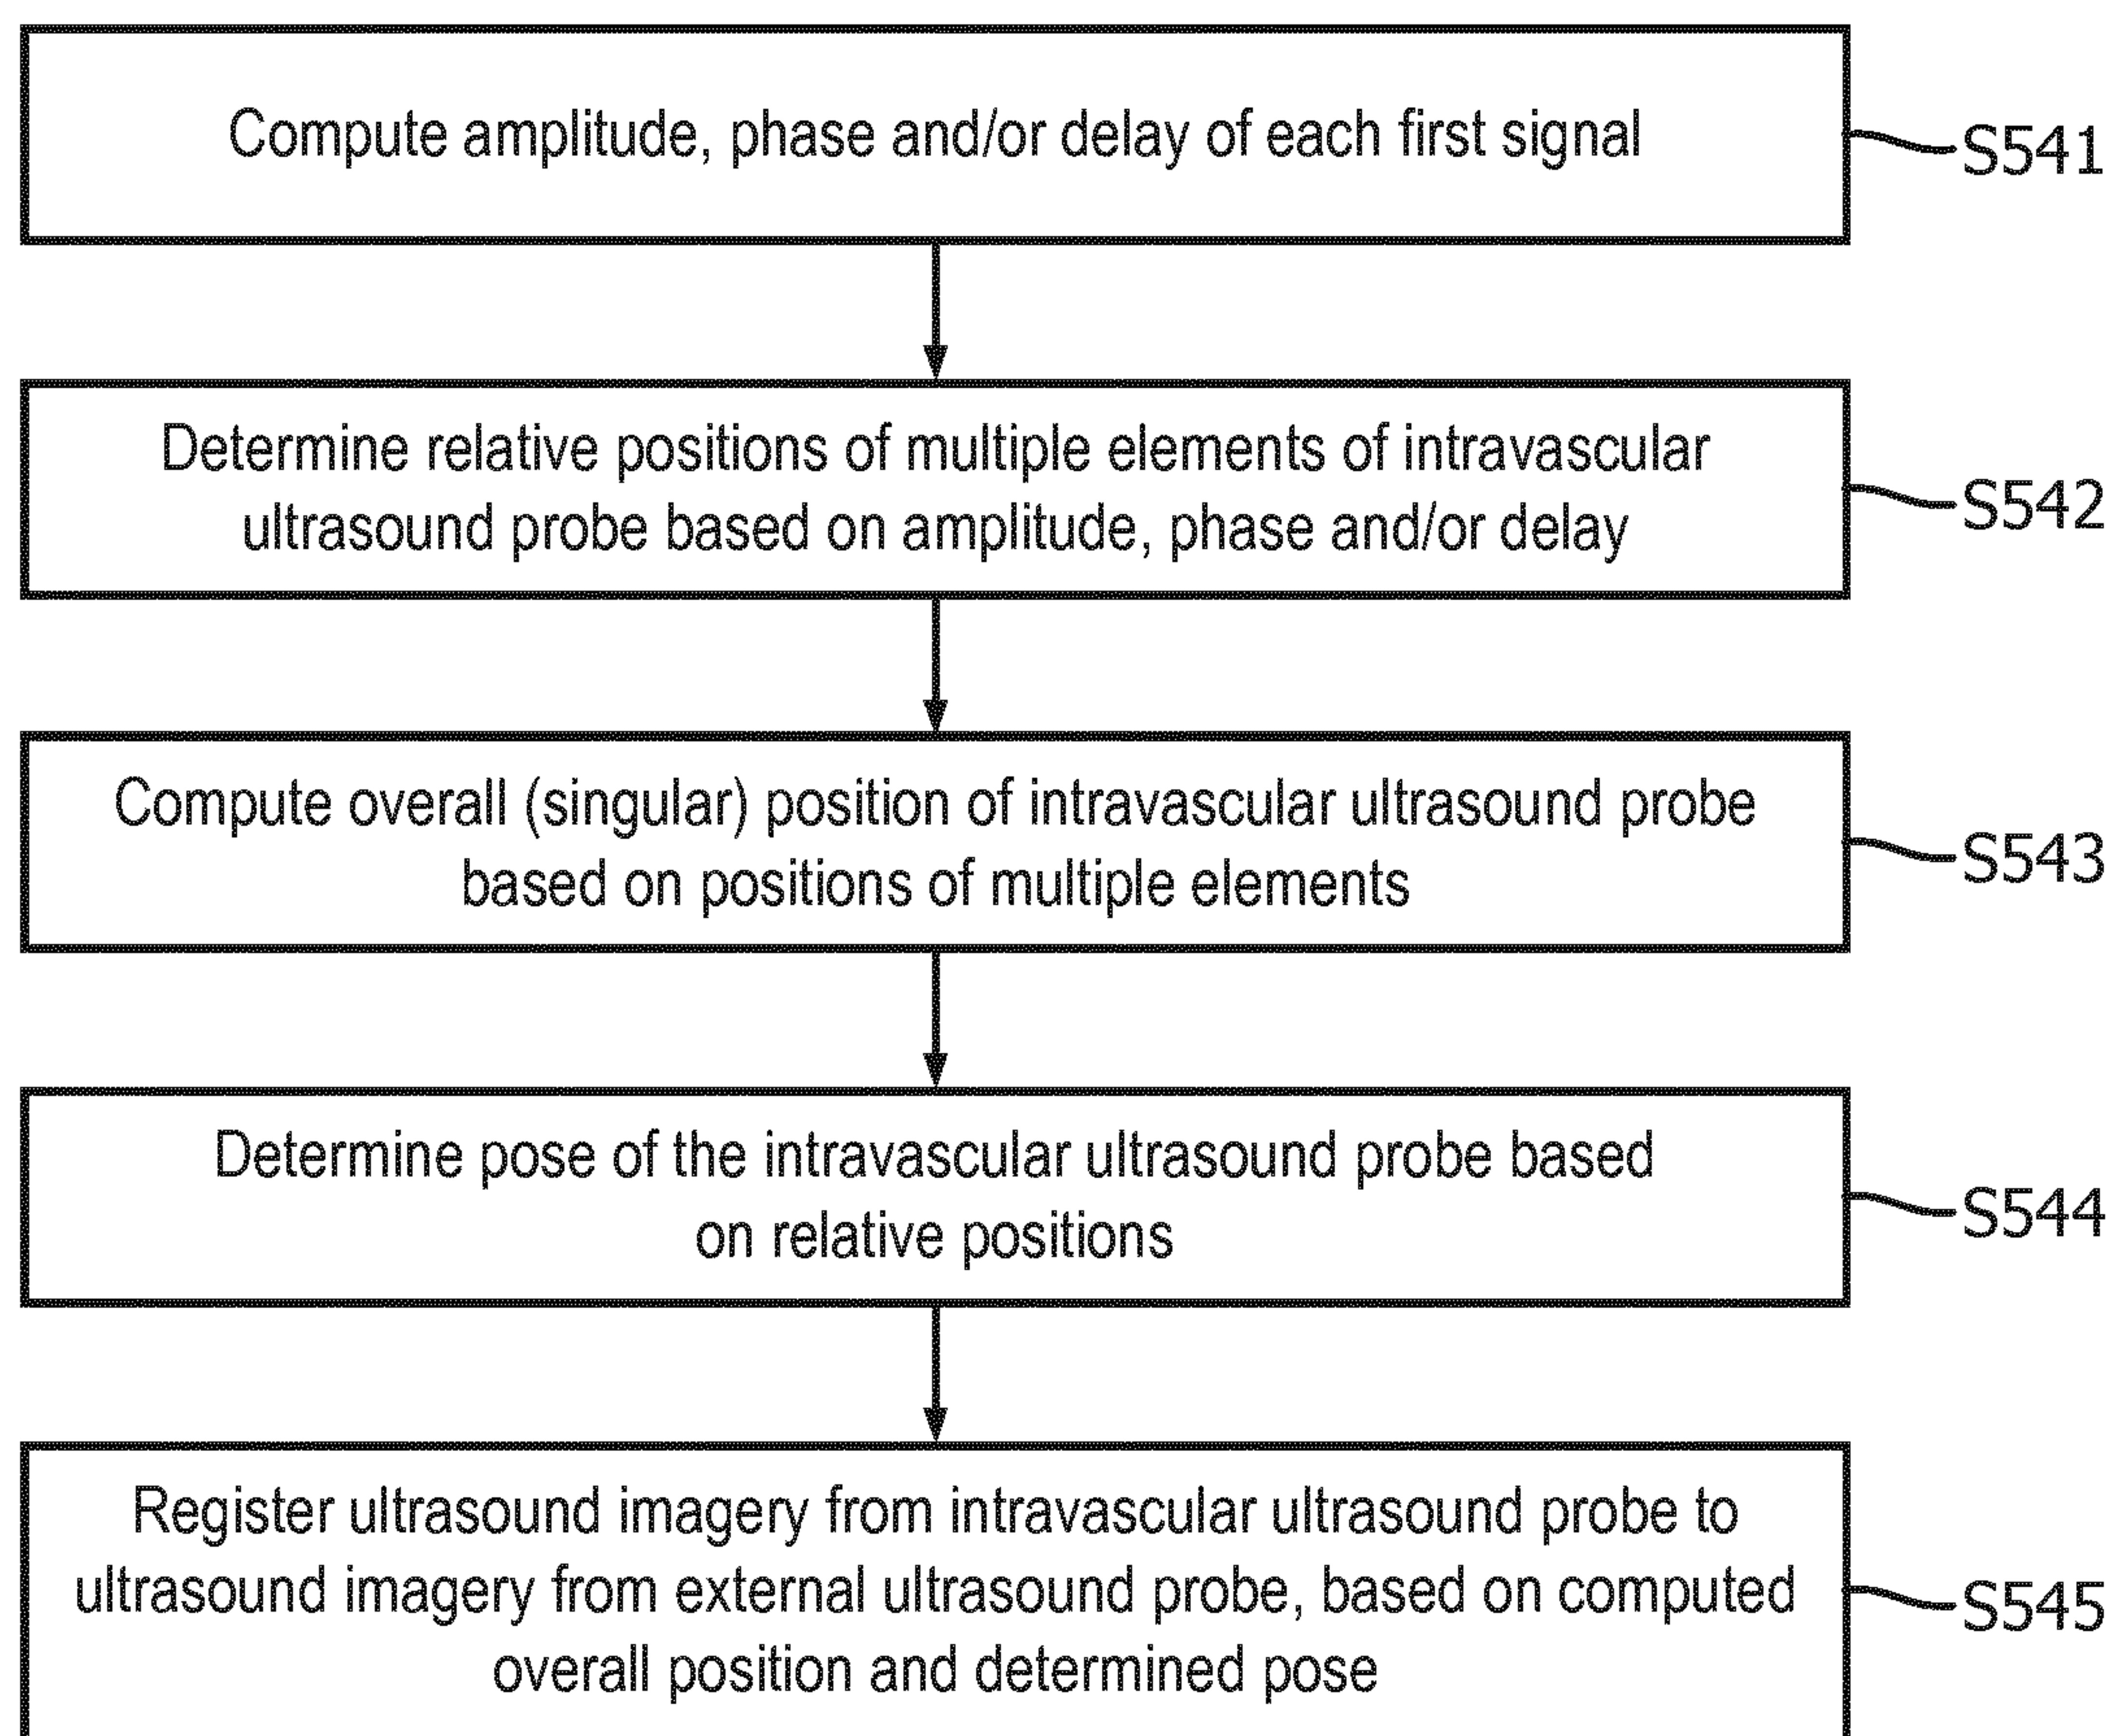 Compute amplitude, phase and/or delay of each first signal
S541
Determine relative positions of multiple elements of intravascular
ultrasound probe based on amplitude, phase and/or delay
S542
Compute overall (singular) position of intravascular ultrasound probe
based on positions of multiple elements
S543
Determine pose of the intravascular ultrasound probe based
on relative positions
S544
Register ultrasound imagery from intravascular ultrasound probe to
ultrasound imagery from external ultrasound probe, based on computed
overall position and determined pose
S545